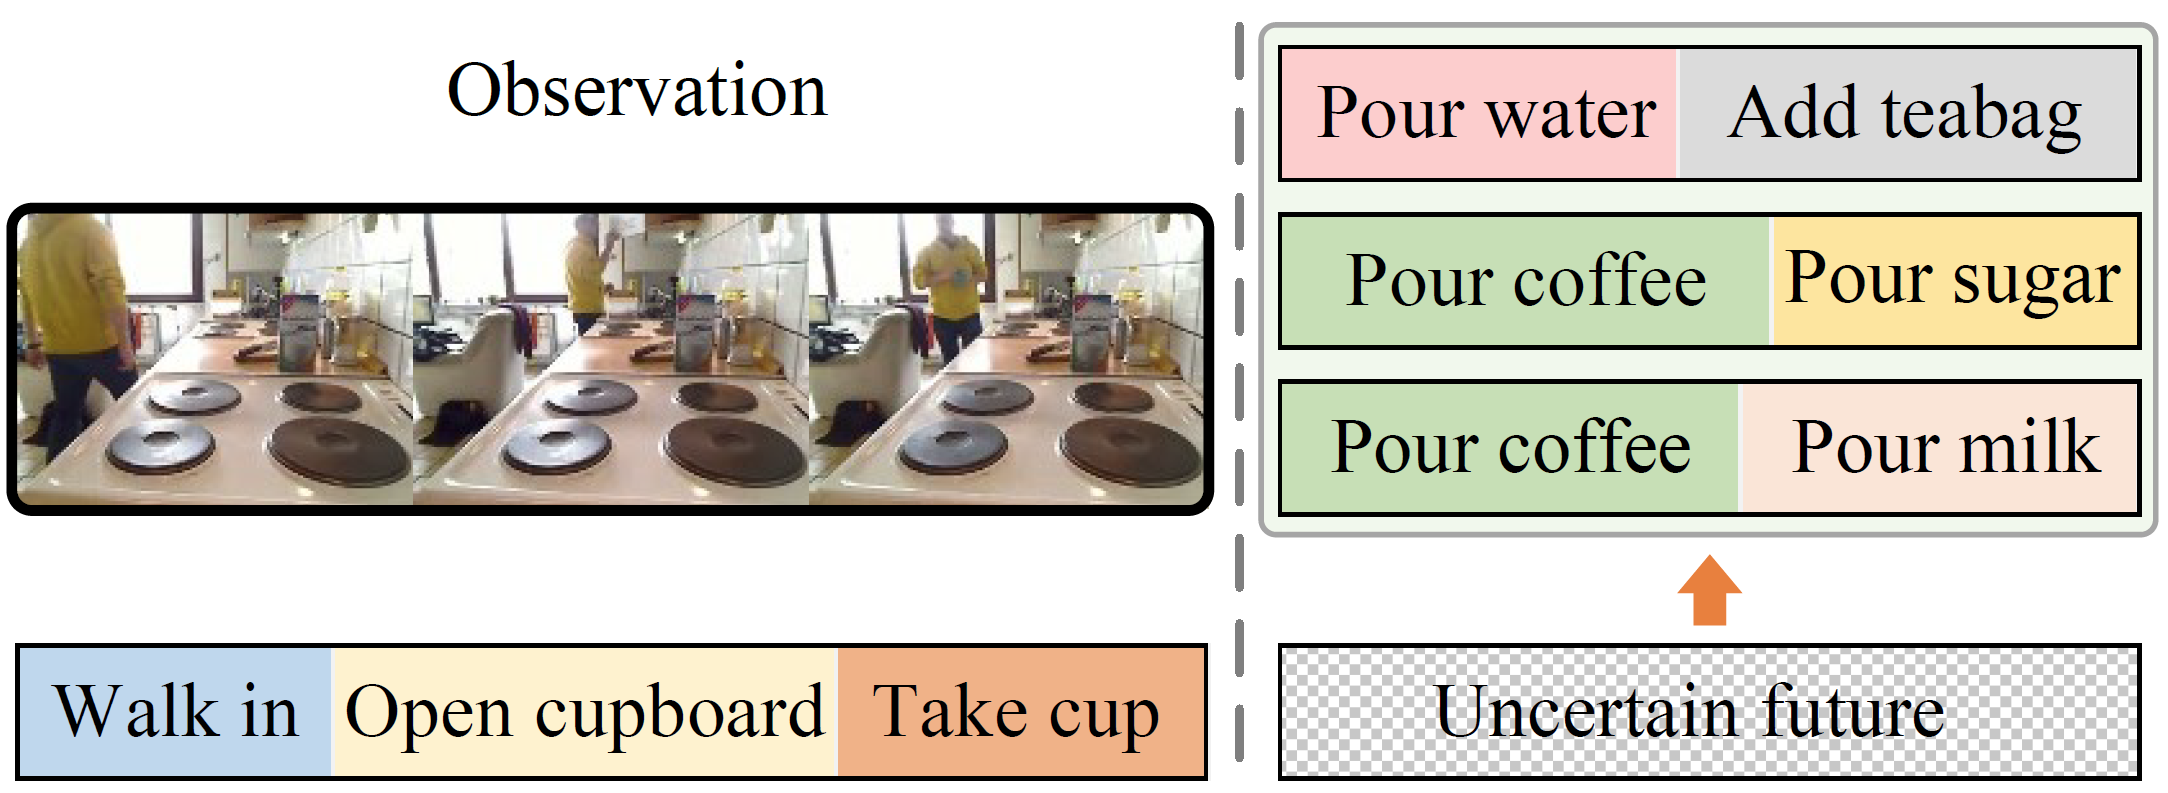 Observation
Walk in
Open cupboard
Take cup
Pour water
Add teabag
Pour coffee
Pour sugar
Pour coffee
Pour milk
Uncertain future